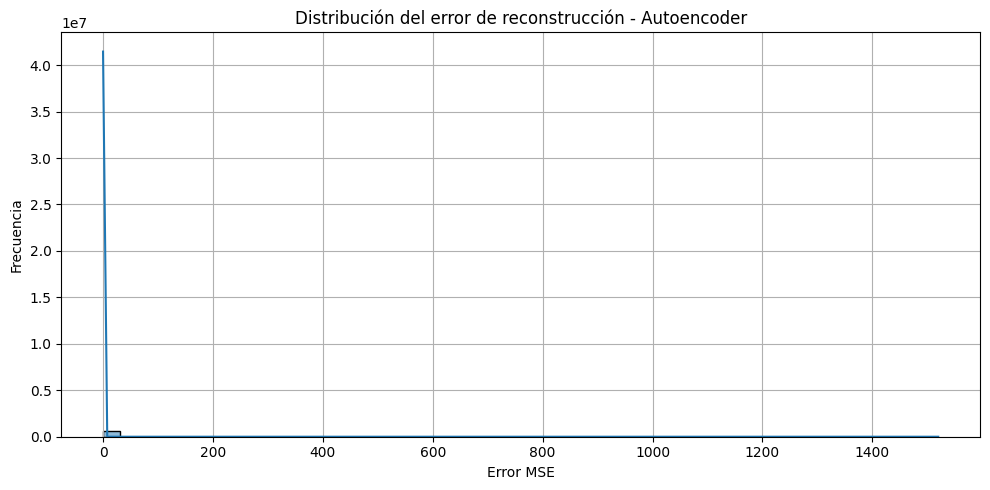 Distribución del error de reconstrucción - Autoencoder
1e7
4.0
3.5
3.0
2.5
2.0
1.5
1.0
0.5
0.0
Frecuencia
0 200 400 600 800 1000 1200 1400
Error MSE